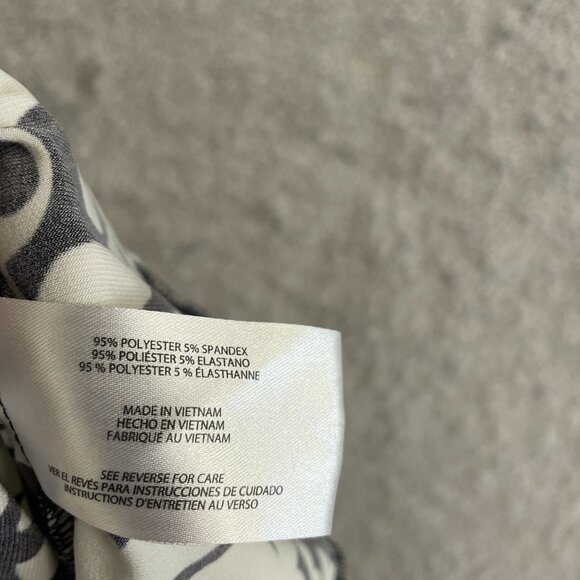 95% POLYESTER 5% SPANDEX
95% POLIÉSTER 5% ELASTANO
95 % POLYESTER 5 % ÉLASTHANNE
MADE IN VIETNAM
HECHO EN VIETNAM
FABRIQUÉ AU VIETNAM
SEE REVERSE FOR CARE
VER EL REVÉS PARA INSTRUCCIONES DE CUIDADO
INSTRUCTIONS D'ENTRETIEN AU VERSO